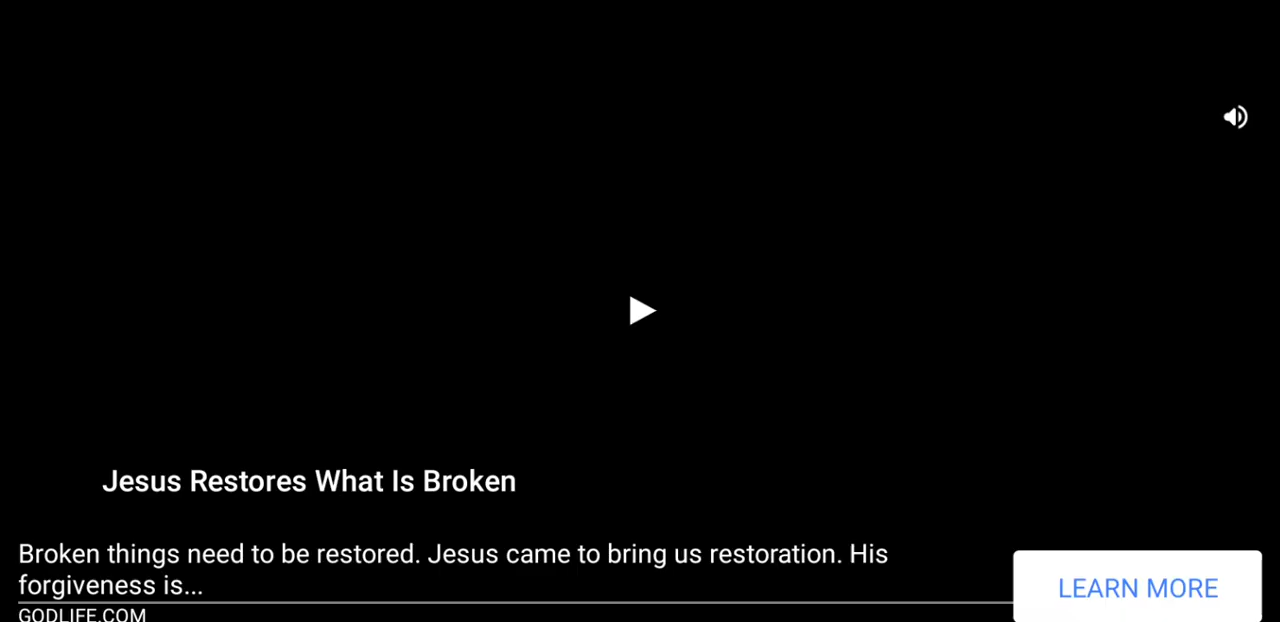 Jesus Restores What Is Broken
Broken things need to be restored. Jesus came to bring us restoration. His
forgiveness is...
LEARN MORE
GODLIFE.COM